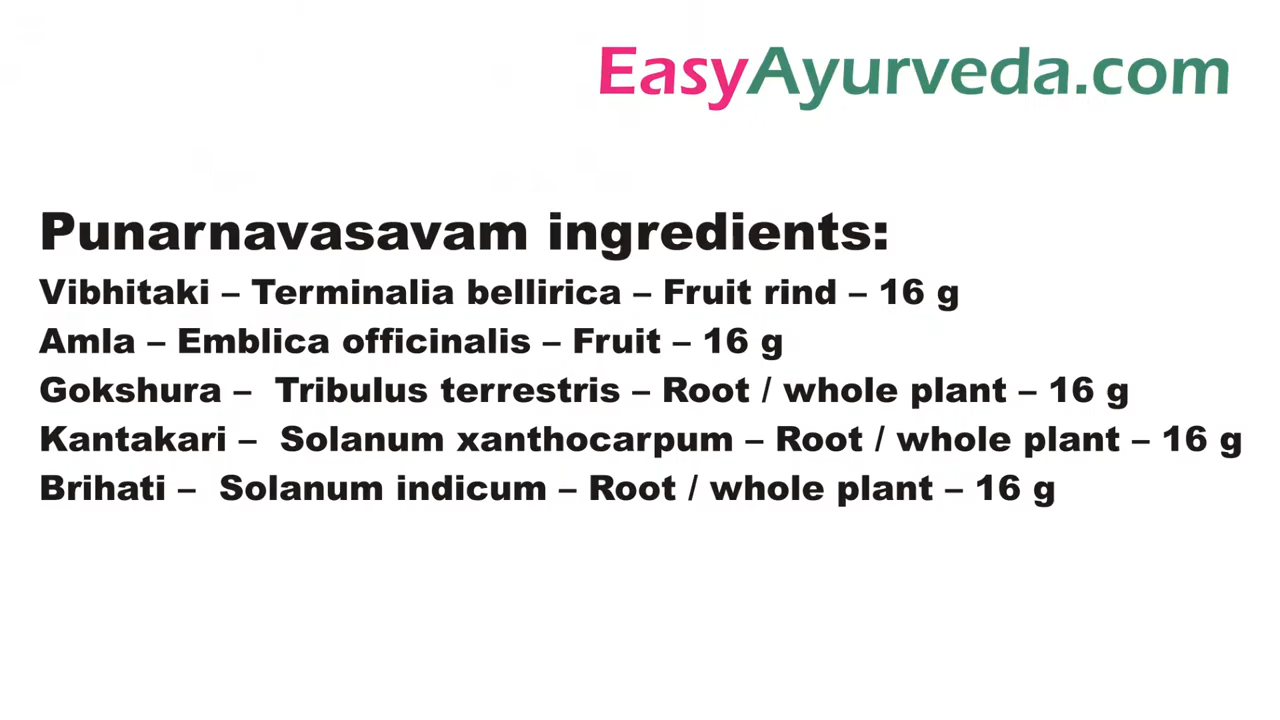 EasyAyurveda.com
Punarnavasavam ingredients:
Vibhitaki – Terminalia bellirica – Fruit rind – 16 g
Amla – Emblica officinalis – Fruit – 16 g
Gokshura –  Tribulus terrestris – Root / whole plant – 16 g
Kantakari –  Solanum xanthocarpum – Root / whole plant – 16 g
Brihati –  Solanum indicum – Root / whole plant – 16 g